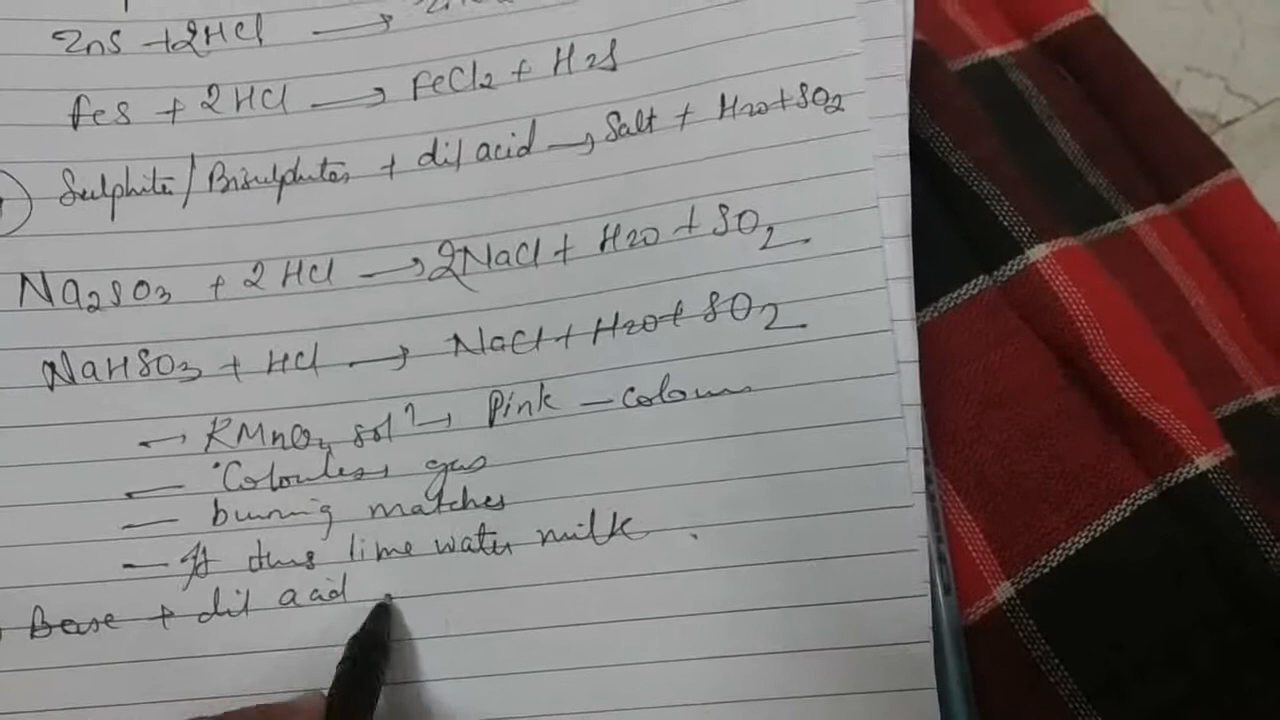 ZnS + 2HCl →
FeS + 2HCl → FeCl2 + H2S
Sulphite/Bisulphites + dil acid → Salt + H2O + SO2
Na2SO3 + 2HCl → 2NaCl + H2O + SO2
NaHSO3 + HCl → NaCl + H2O + SO2
→ KMnO4 solⁿ → Pink - colour
— Colourless gas
— burning matches
— It turns lime water milk
Base + dil acid